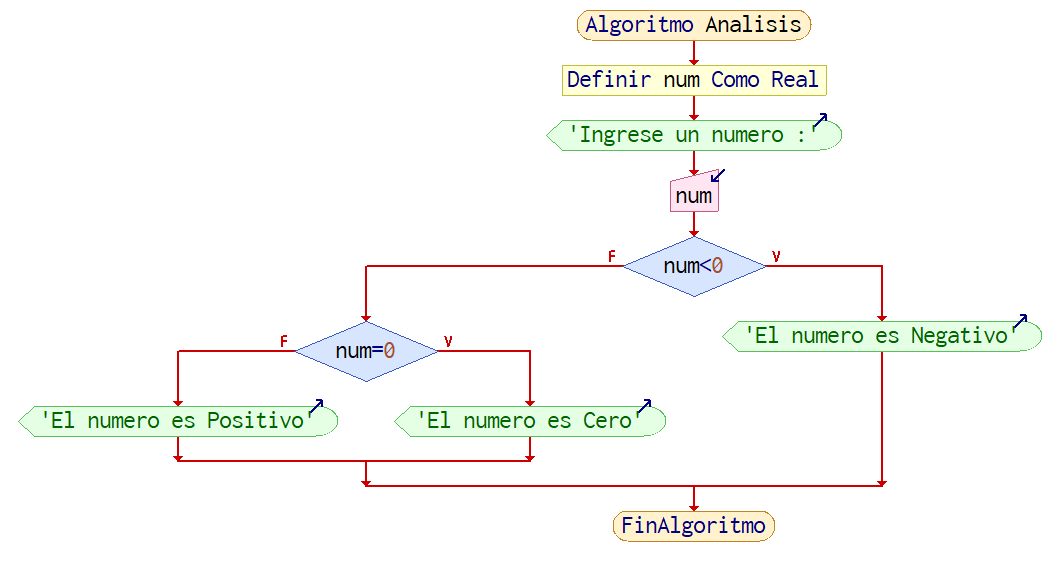 Algoritmo Analisis
Definir num Como Real
'Ingrese un numero :'
num
num<0
F
V
num=0
F
V
'El numero es Negativo'
'El numero es Positivo'
'El numero es Cero'
FinAlgoritmo